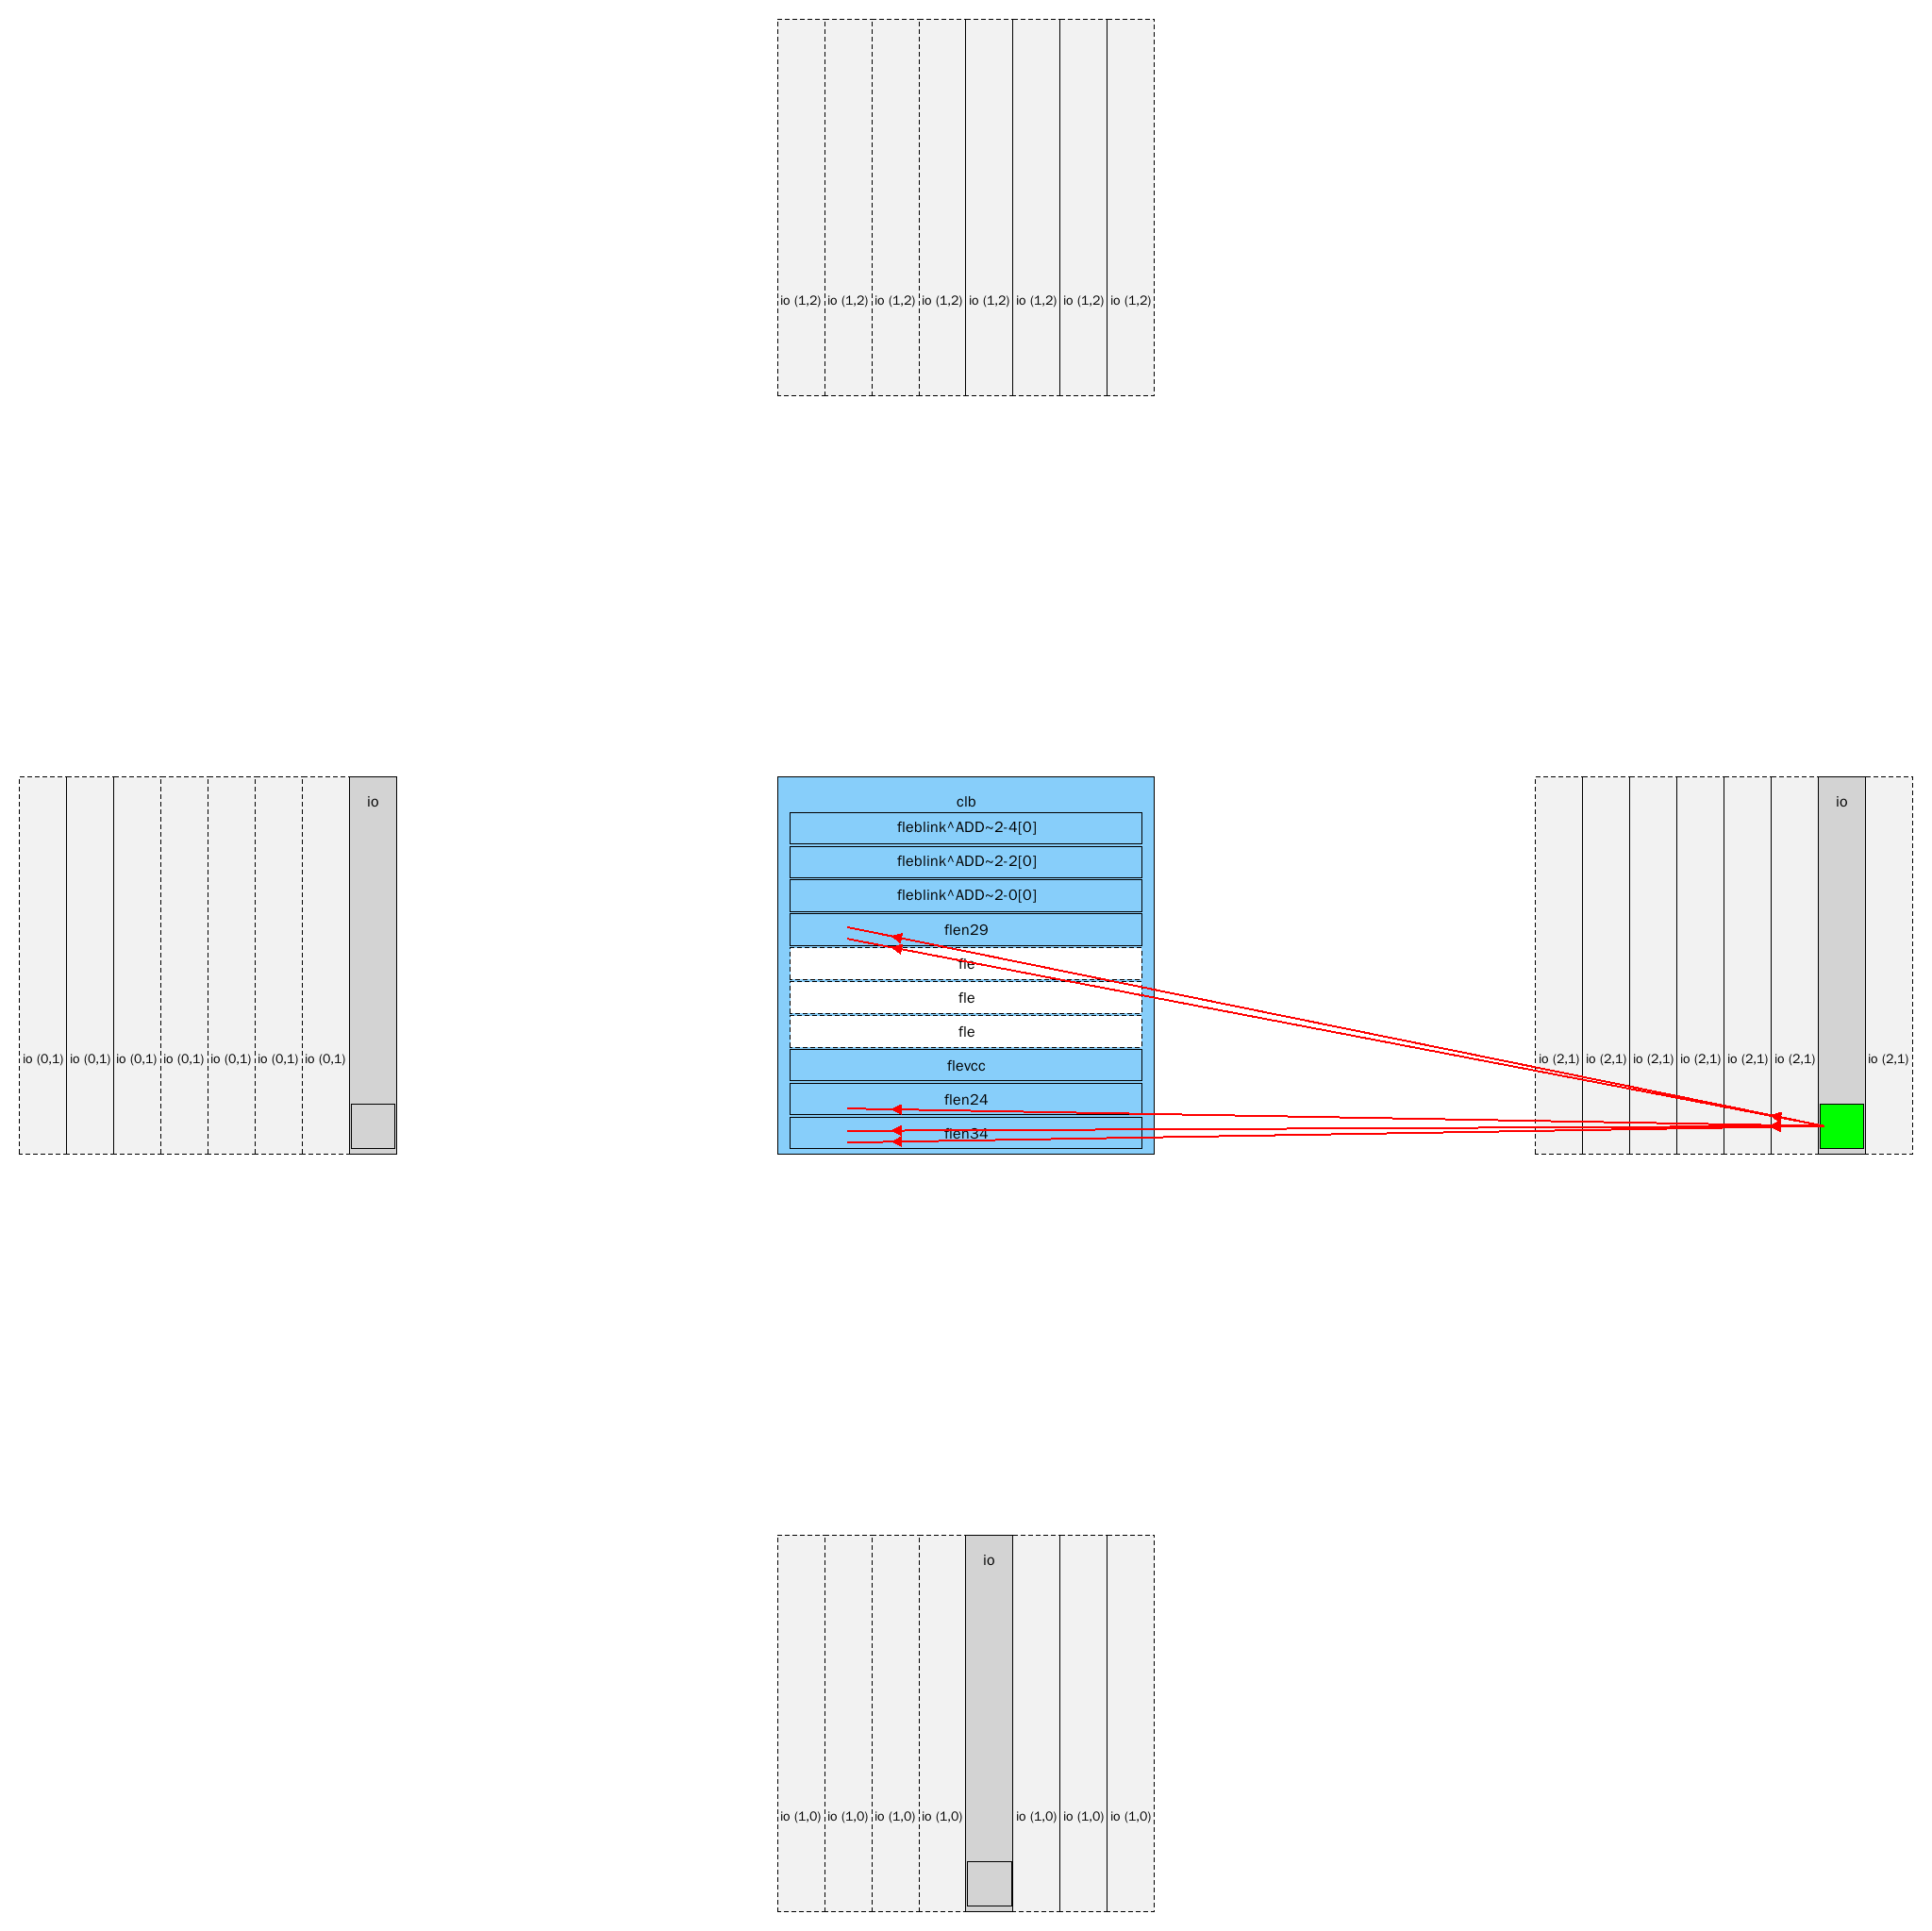 io (1,2) io (1,2) io (1,2) io (1,2) io (1,2) io (1,2) io (1,2) io (1,2)
io
clb
io
fleblink^ADD~2-4[0]
fleblink^ADD~2-2[0]
fleblink^ADD~2-0[0]
flen29
fle
fle
fle
io (0,1) io (0,1) io (0,1) io (0,1) io (0,1) io (0,1) io (0,1)
flevcc
io (2,1) io (2,1) io (2,1) io (2,1) io (2,1) io (2,1) io (2,1)
flen24
flen34
io
io (1,0) io (1,0) io (1,0) io (1,0) io (1,0) io (1,0) io (1,0)